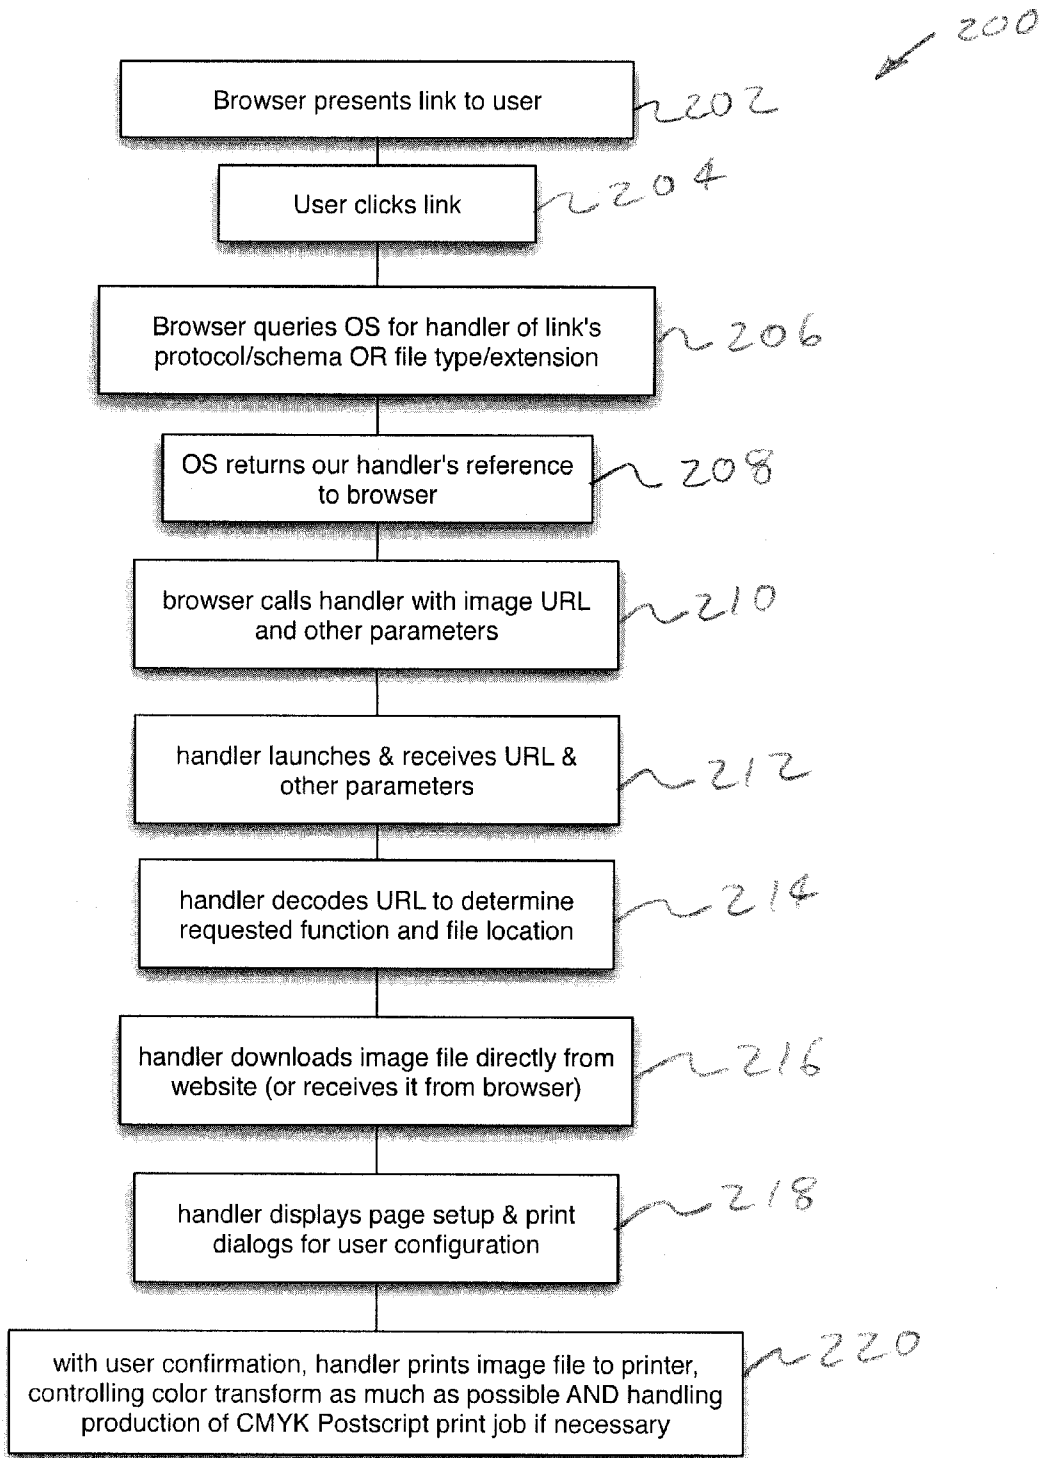 200
Browser presents link to user
202
User clicks link
204
Browser queries OS for handler of link's
protocol/schema OR file type/extension
206
OS returns our handler's reference
to browser
208
browser calls handler with image URL
and other parameters
210
handler launches & receives URL &
other parameters
212
handler decodes URL to determine
requested function and file location
214
handler downloads image file directly from
website (or receives it from browser)
216
handler displays page setup & print
dialogs for user configuration
218
with user confirmation, handler prints image file to printer,
controlling color transform as much as possible AND handling
production of CMYK Postscript print job if necessary
220